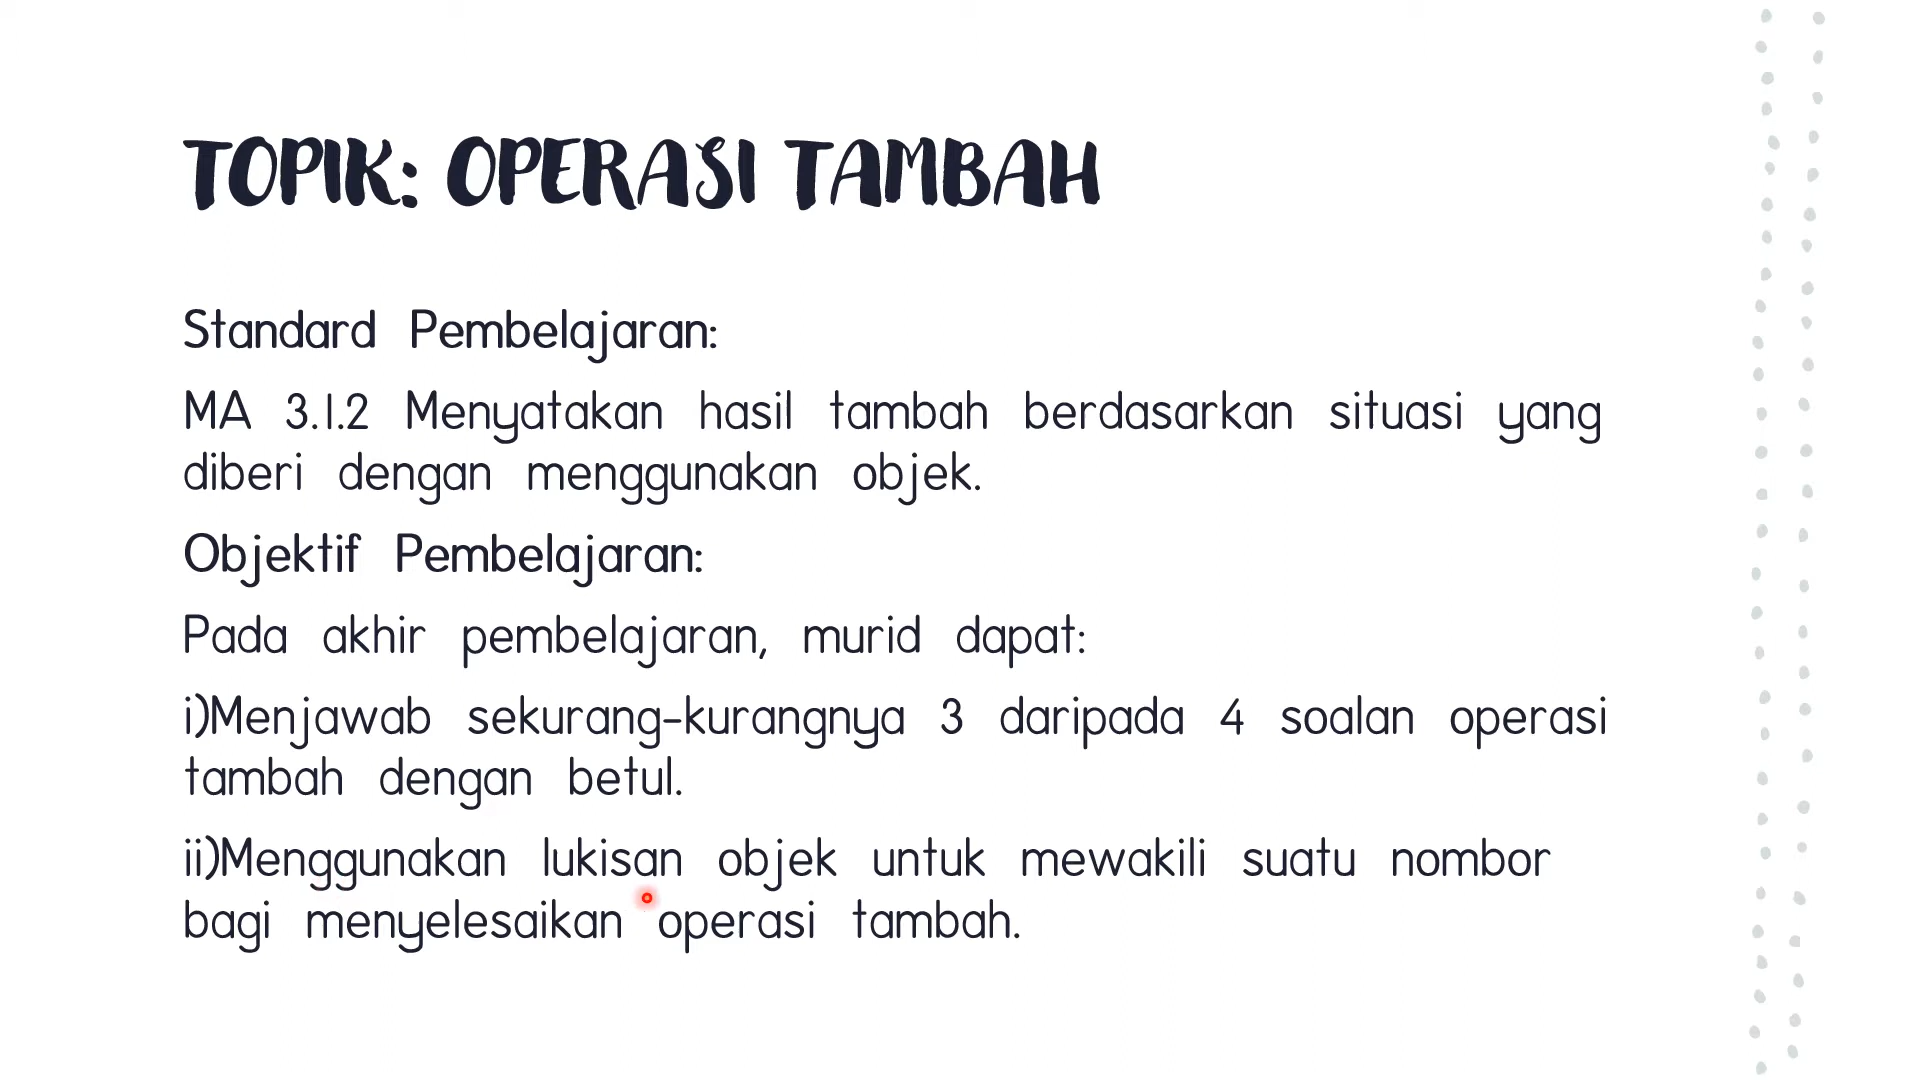 TOPIK: OPERASI TAMBAH
Standard Pembelajaran:
MA 3.1.2 Menyatakan hasil tambah berdasarkan situasi yang
diberi dengan menggunakan objek.
Objektif Pembelajaran:
Pada akhir pembelajaran, murid dapat:
i)Menjawab sekurang-kurangnya 3 daripada 4 soalan operasi
tambah dengan betul.
ii)Menggunakan lukisan objek untuk mewakili suatu nombor
bagi menyelesaikan operasi tambah.